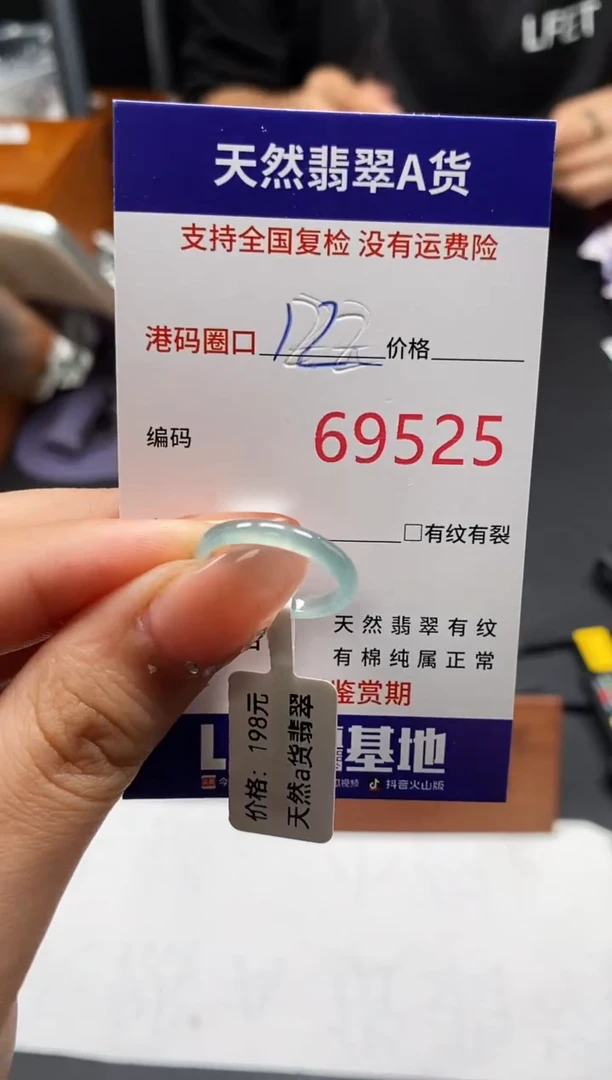 LIFET
天然翡翠A货
支持全国复检 没有运费险
港码圈口 12 价格
编码 69525
□有纹有裂
天然翡翠有纹
有棉纯属正常
鉴赏期
基地
抖音火山版
价格：198元
天然a货翡翠